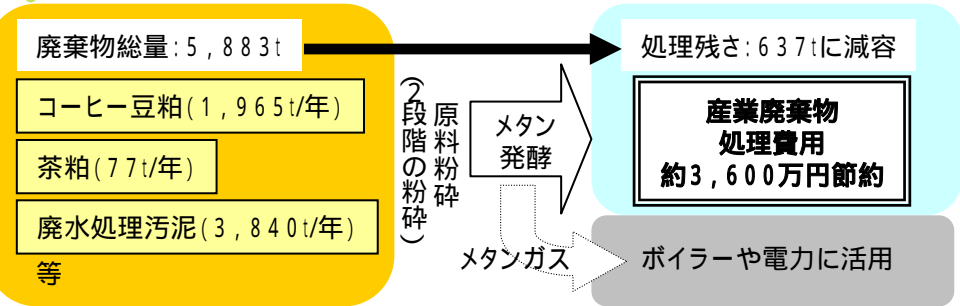 廃棄物総量:5,883t
コーヒー豆粕(1,965t/年)
茶粕(77t/年)
廃水処理汚泥(3,840t/年)
等
原料粉砕
(2段階の粉砕)
メタン
発酵
メタンガス
処理残さ:637tに減容
産業廃棄物
処理費用
約3,600万円節約
ボイラーや電力に活用